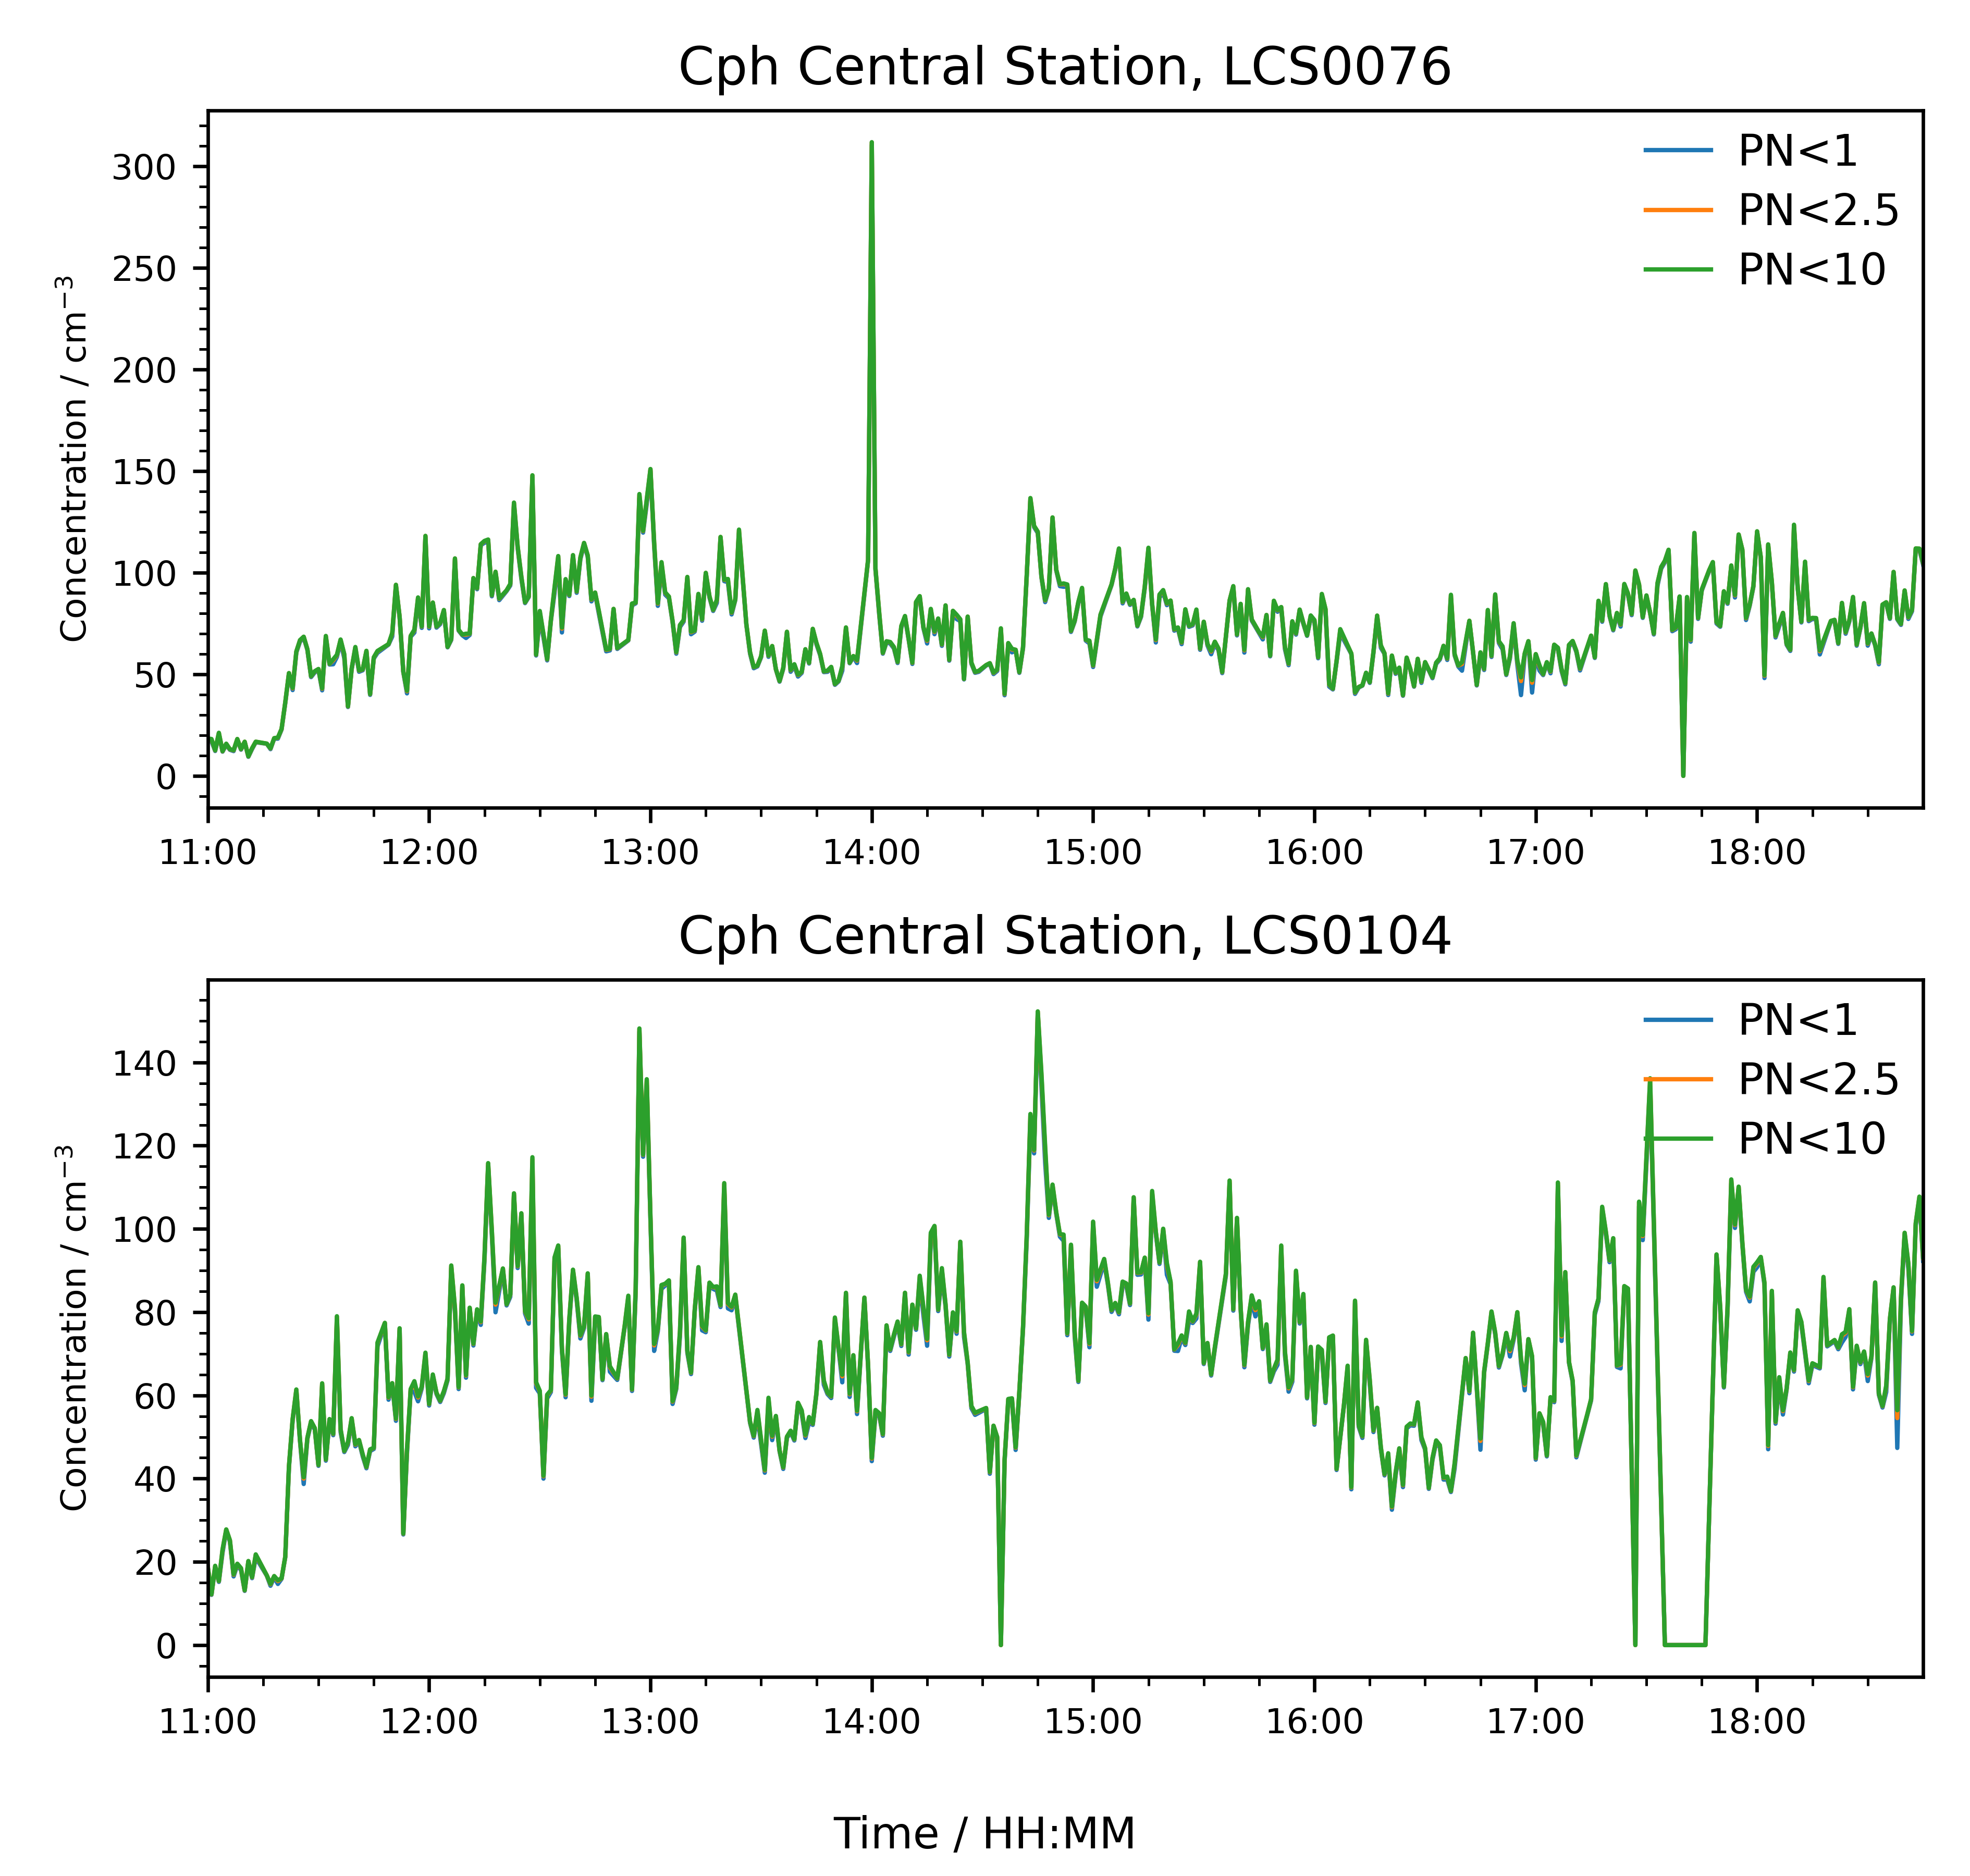 Cph Central Station, LCS0076
Concentration / cm⁻³
300
250
200
150
100
50
0
PN<1
PN<2.5
PN<10
11:00 12:00 13:00 14:00 15:00 16:00 17:00 18:00
Cph Central Station, LCS0104
Concentration / cm⁻³
140
120
100
80
60
40
20
0
PN<1
PN<2.5
PN<10
11:00 12:00 13:00 14:00 15:00 16:00 17:00 18:00
Time / HH:MM